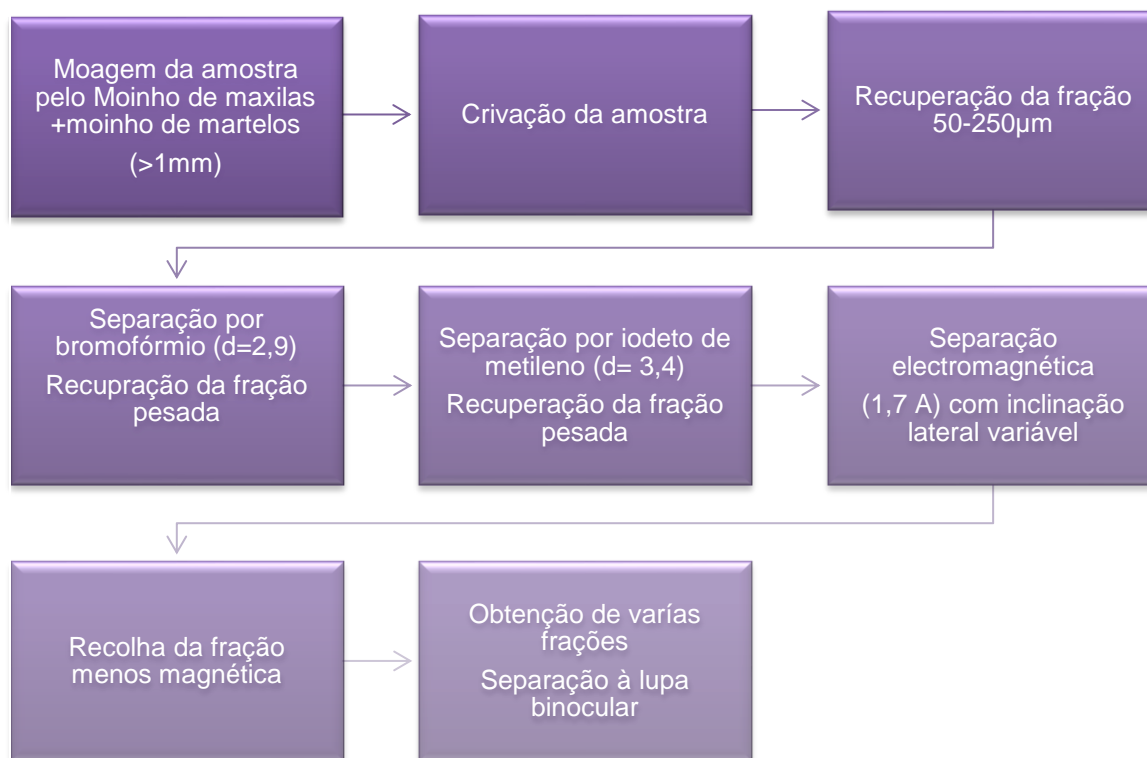 Moagem da amostra
pelo Moinho de maxilas
+moinho de martelos
(>1mm)
Crivação da amostra
Recuperação da fração
50-250µm
Separação por
bromofórmio (d=2,9)
Recupração da fração
pesada
Separação por iodeto de
metileno (d= 3,4)
Recuperação da fração
pesada
Separação
electromagnética
(1,7 A) com inclinação
lateral variável
Recolha da fração
menos magnética
Obtenção de varías
frações
Separação à lupa
binocular